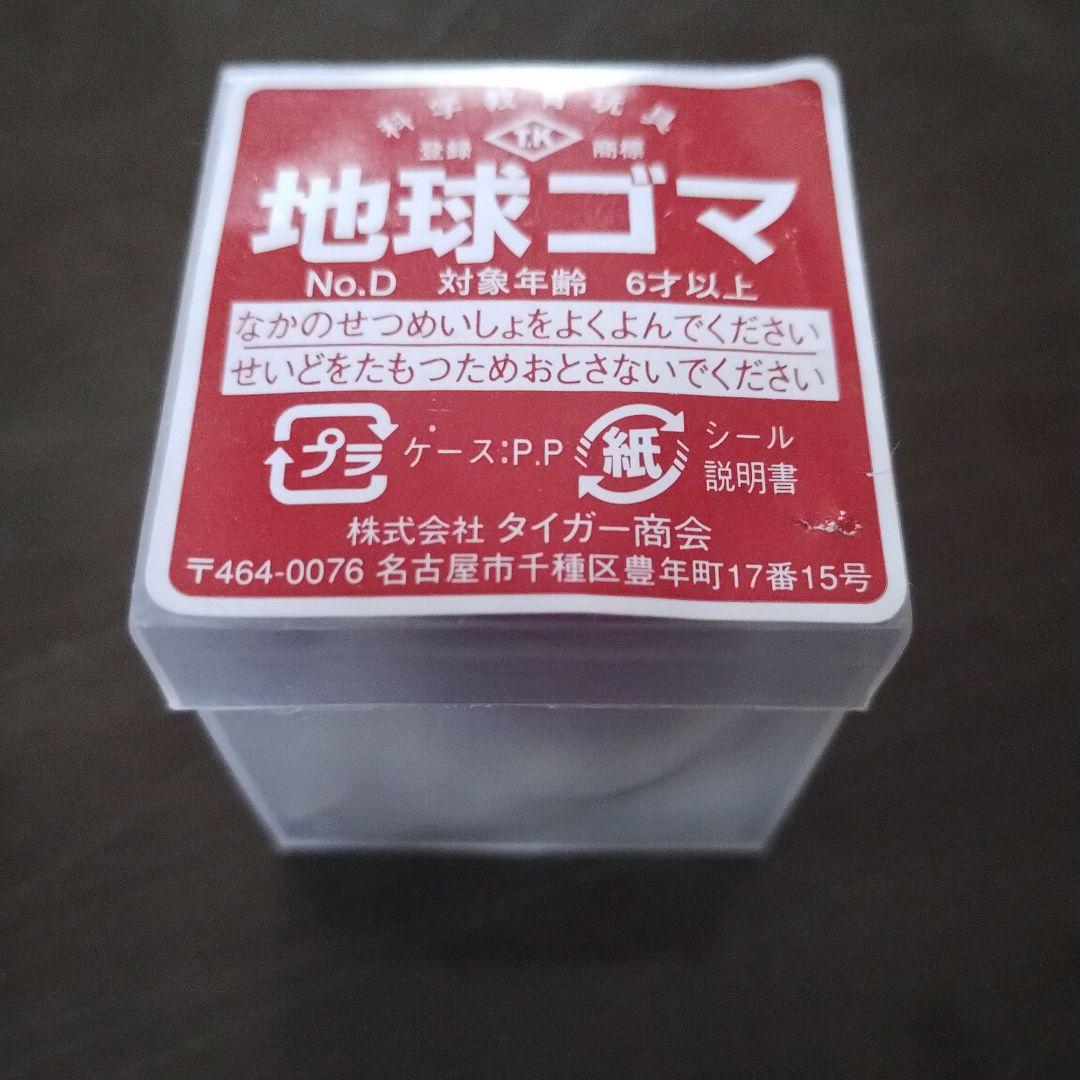 科学教育玩具
登録 T.K 商標
地球ゴマ
No.D 対象年齢 6才以上
なかのせつめいしょをよくよんでください
せいどをたもつためおとさないでください
プラ ケース:P.P 紙 シール
説明書
株式会社 タイガー商会
〒464-0076 名古屋市千種区豊年町17番15号